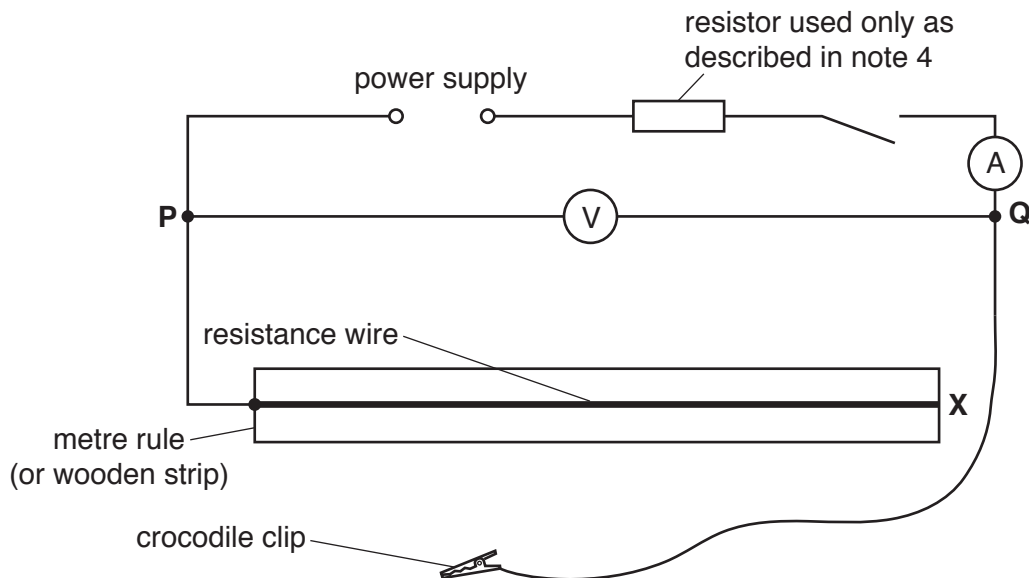 resistor used only as
described in note 4
power supply
A
P
V
Q
resistance wire
X
metre rule
(or wooden strip)
crocodile clip